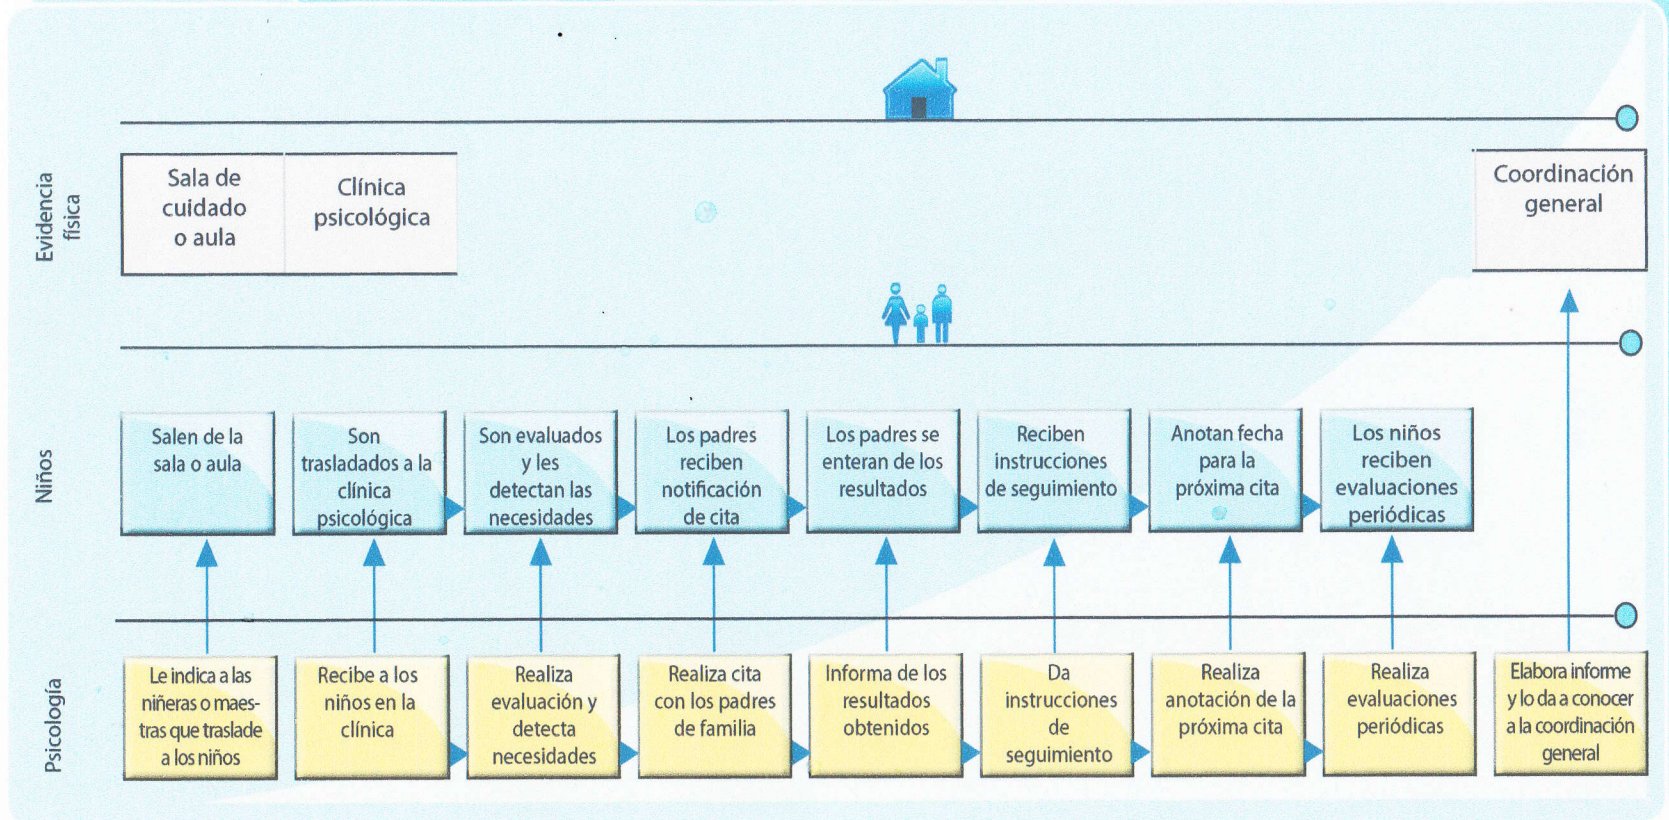 Evidencia
física
Sala de
cuidado
o aula
Clínica
psicológica
Coordinación
general
Niños
Salen de la
sala o aula
Son
trasladados a la
clínica
psicológica
Son evaluados
y les
detectan las
necesidades
Los padres
reciben
notificación
de cita
Los padres se
enteran de los
resultados
Reciben
instrucciones
de seguimiento
Anotan fecha
para la
próxima cita
Los niños
reciben
evaluaciones
periódicas
Psicología
Le indica a las
niñeras o maes-
tras que traslade
a los niños
Recibe a los
niños en la
clínica
Realiza
evaluación y
detecta
necesidades
Realiza cita
con los padres
de familia
Informa de los
resultados
obtenidos
Da
instrucciones
de
seguimiento
Realiza
anotación de la
próxima cita
Realiza
evaluaciones
periódicas
Elabora informe
y lo da a conocer
a la coordinación
general